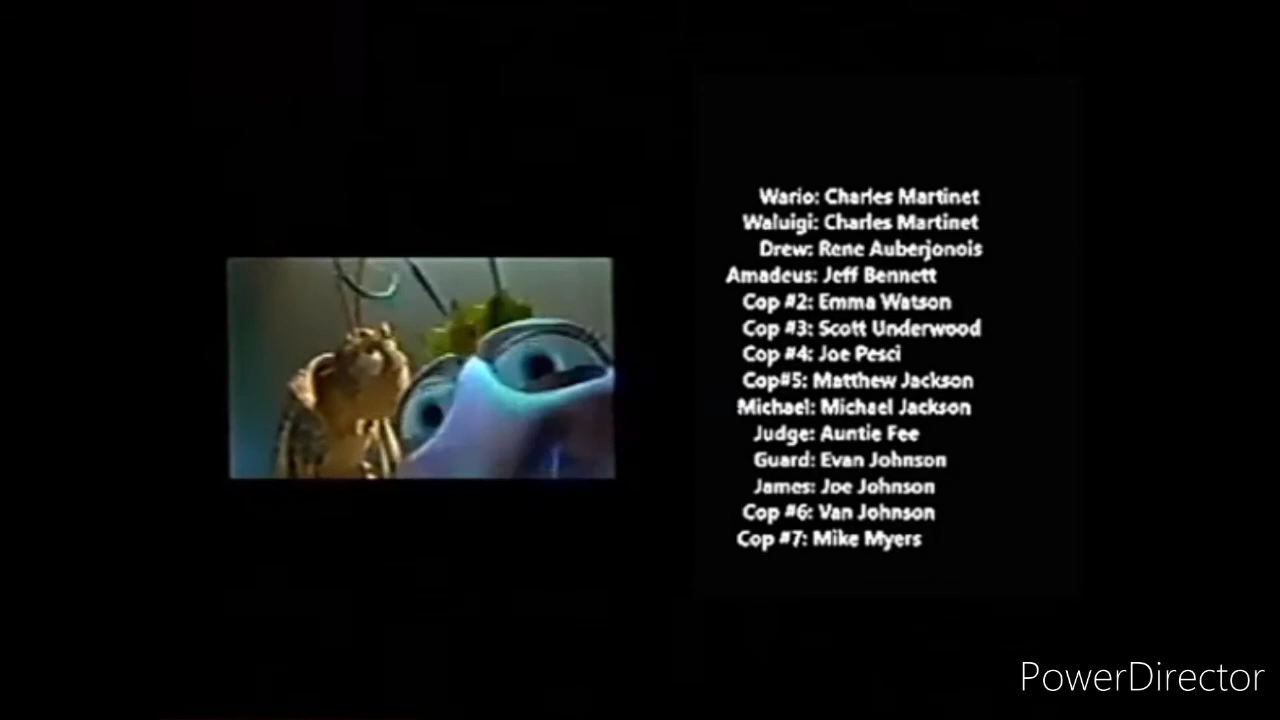 Wario: Charles Martinet
Waluigi: Charles Martinet
Drew: Rene Auberjonois
Amadeus: Jeff Bennett
Cop #2: Emma Watson
Cop #3: Scott Underwood
Cop #4: Joe Pesci
Cop#5: Matthew Jackson
Michael: Michael Jackson
Judge: Auntie Fee
Guard: Evan Johnson
James: Joe Johnson
Cop #6: Van Johnson
Cop #7: Mike Myers
PowerDirector